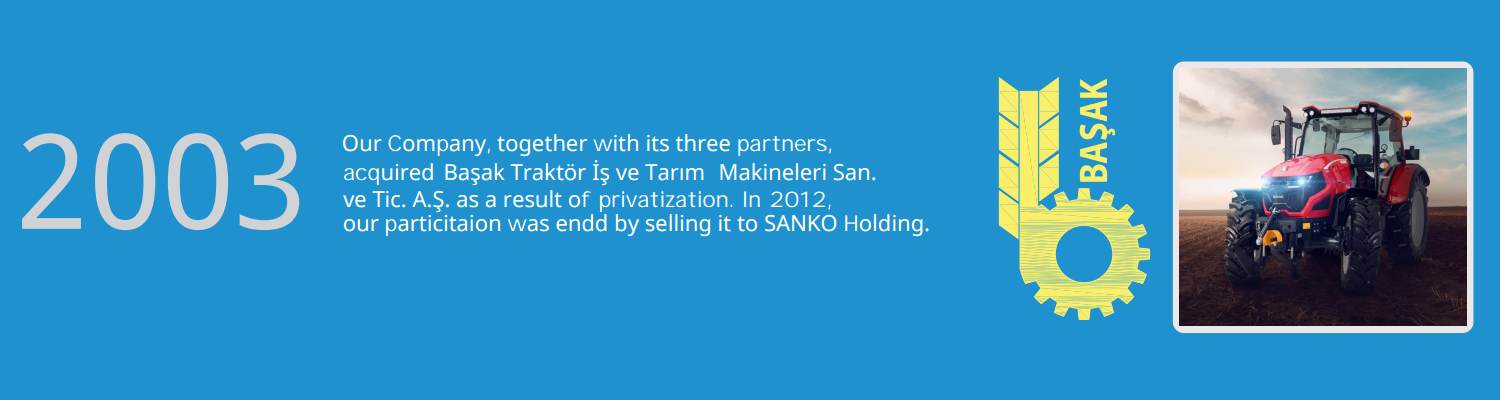 2003
Our Company, together with its three partners,
acquired Başak Traktör İş ve Tarım Makineleri San.
ve Tic. A.Ş. as a result of privatization. In 2012,
our particitaion was endd by selling it to SANKO Holding.
BAŞAK